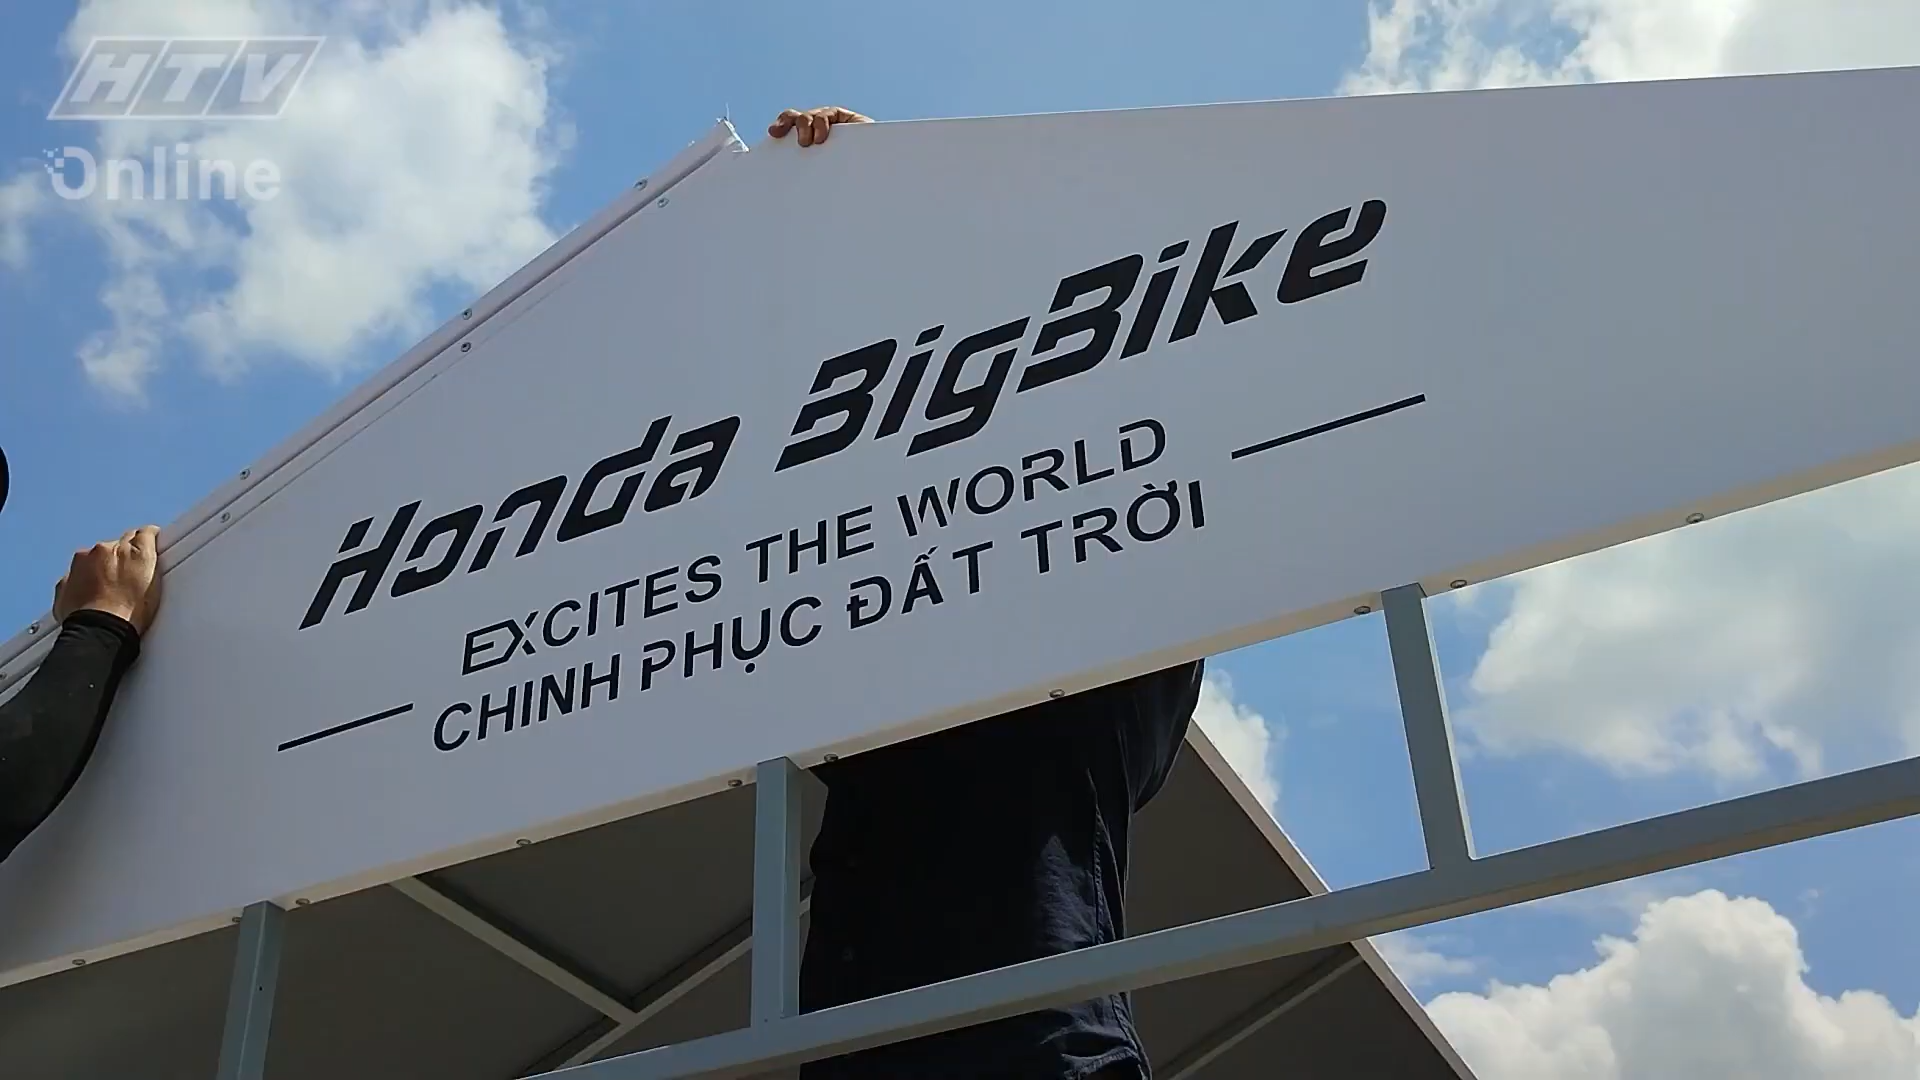 HTV
Online
Honda BigBike
EXCITES THE WORLD
CHINH PHỤC ĐẤT TRỜI